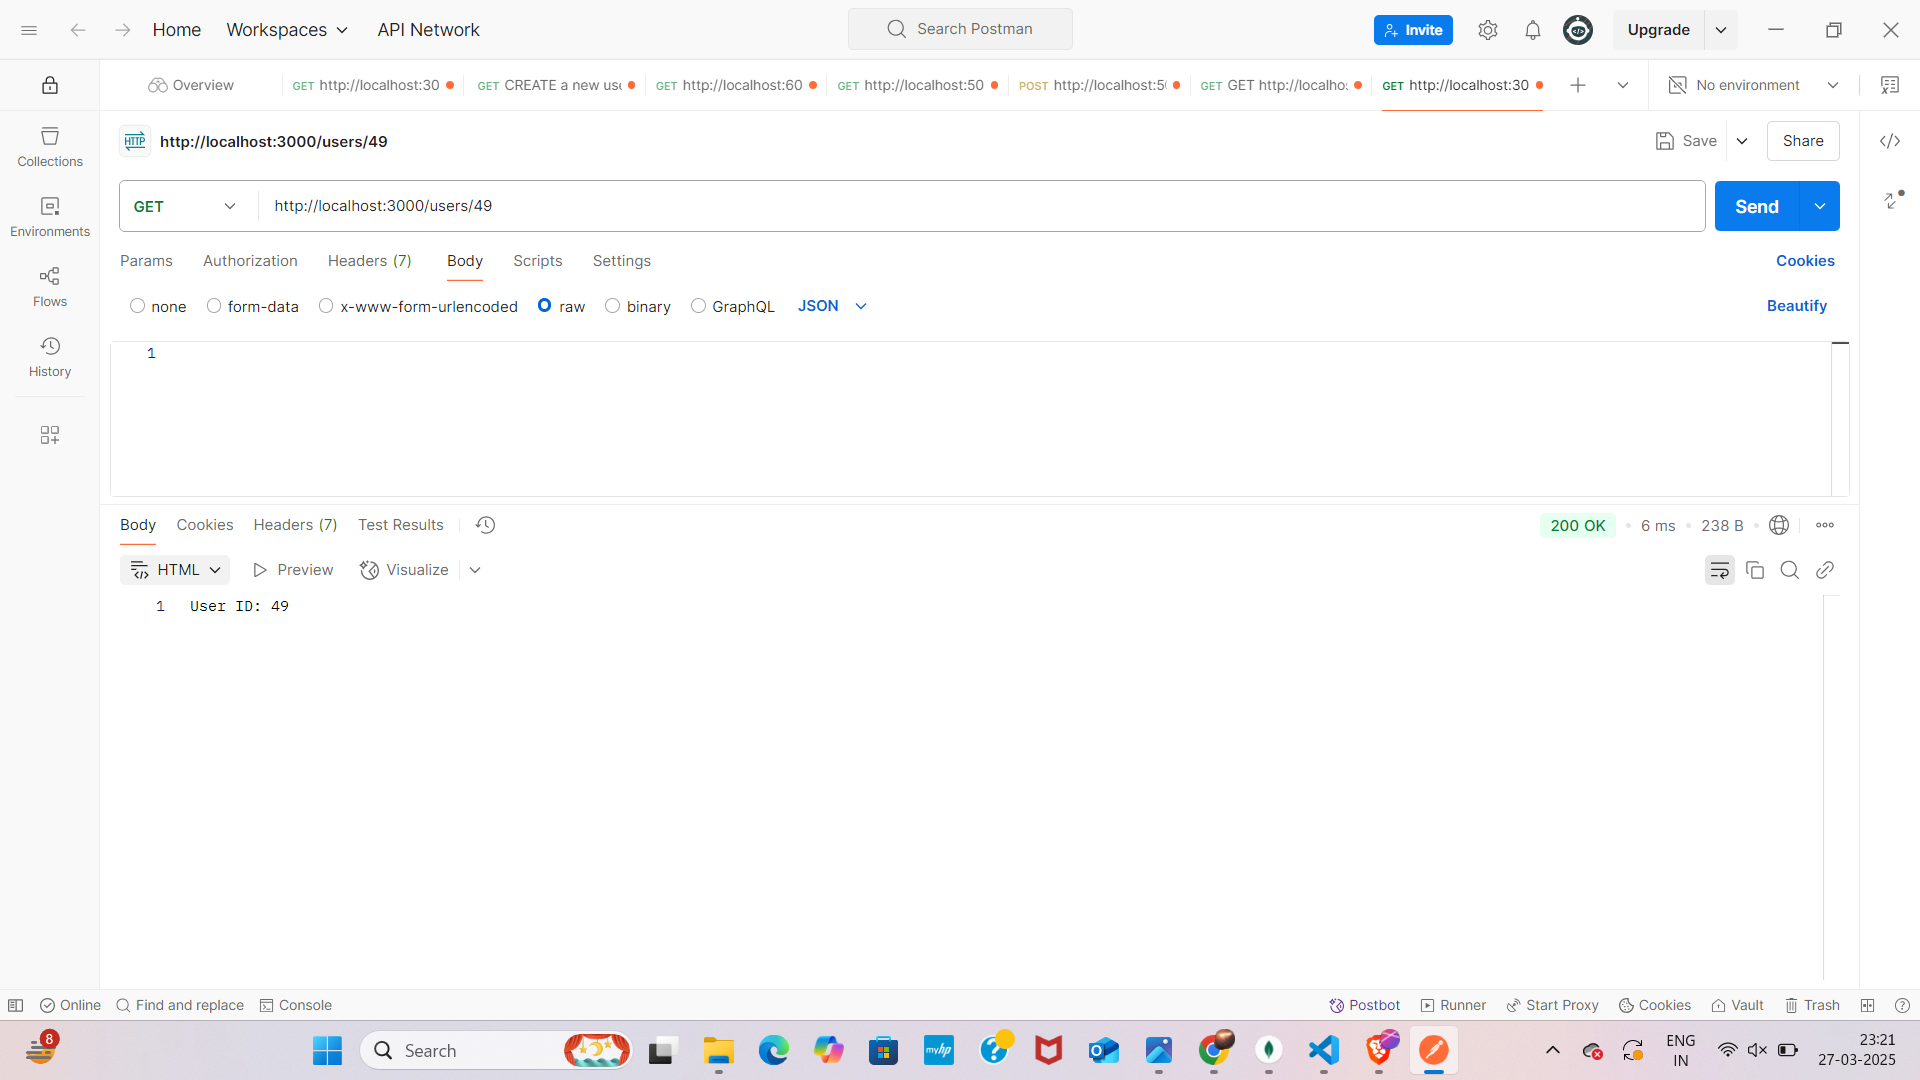 Home
Workspaces
API Network
Search Postman
Invite
Upgrade
Overview
GET http://localhost:30
GET CREATE a new use
GET http://localhost:60
GET http://localhost:50
POST http://localhost:50
GET GET http://localhos
GET http://localhost:30
No environment
Collections
Environments
Flows
History
HTTP
http://localhost:3000/users/49
Save
Share
GET
http://localhost:3000/users/49
Send
Params
Authorization
Headers (7)
Body
Scripts
Settings
Cookies
none
form-data
x-www-form-urlencoded
raw
binary
GraphQL
JSON
Beautify
1
Body
Cookies
Headers (7)
Test Results
200 OK
6 ms
238 B
HTML
Preview
Visualize
1 User ID: 49
Online
Find and replace
Console
Postbot
Runner
Start Proxy
Cookies
Vault
Trash
8
Search
myhp
ENG
IN
23:21
27-03-2025